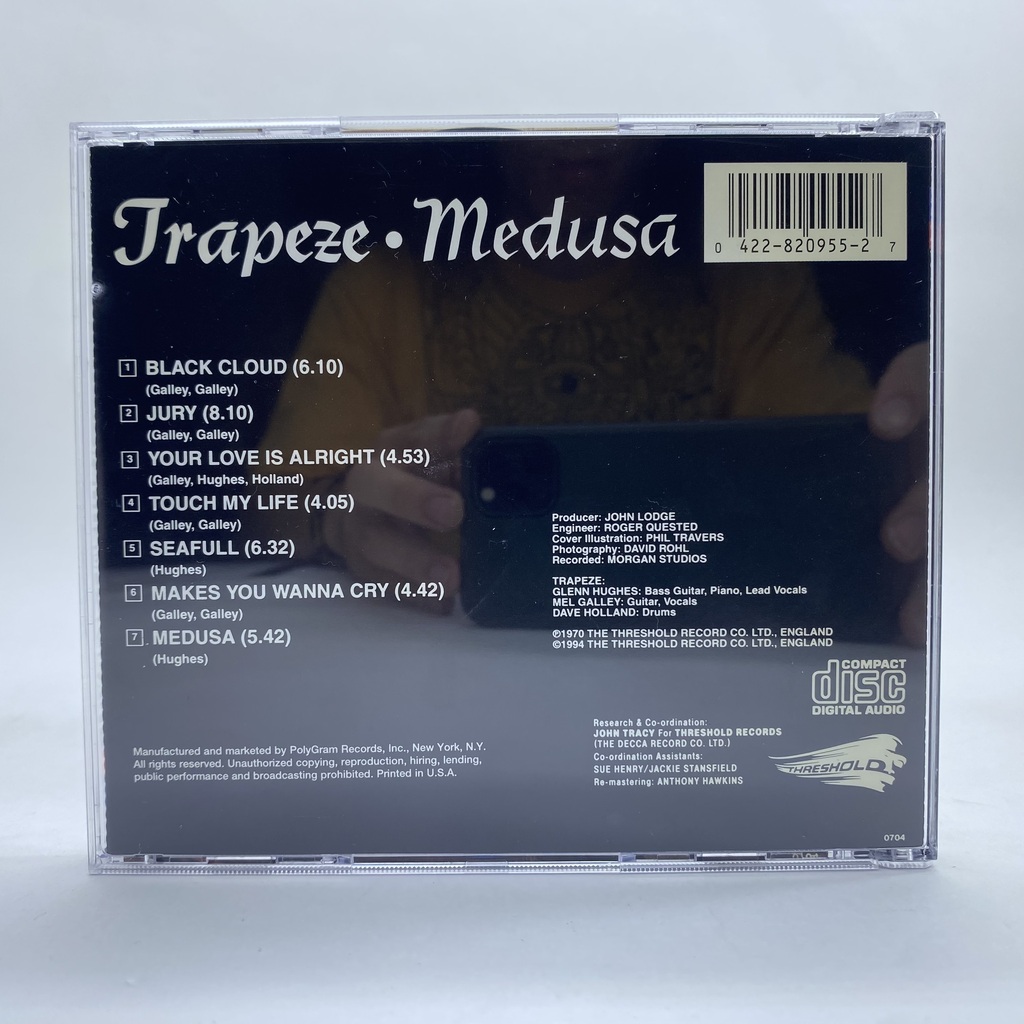 Trapeze • Medusa
0 422-820955-2 7
1 BLACK CLOUD (6.10)
(Galley, Galley)
2 JURY (8.10)
(Galley, Galley)
3 YOUR LOVE IS ALRIGHT (4.53)
(Galley, Hughes, Holland)
4 TOUCH MY LIFE (4.05)
(Galley, Galley)
5 SEAFULL (6.32)
(Hughes)
6 MAKES YOU WANNA CRY (4.42)
(Galley, Galley)
7 MEDUSA (5.42)
(Hughes)
Producer: JOHN LODGE
Engineer: ROGER QUESTED
Cover Illustration: PHIL TRAVERS
Photography: DAVID ROHL
Recorded: MORGAN STUDIOS
TRAPEZE:
GLENN HUGHES: Bass Guitar, Piano, Lead Vocals
MEL GALLEY: Guitar, Vocals
DAVE HOLLAND: Drums
℗1970 THE THRESHOLD RECORD CO. LTD., ENGLAND
©1994 THE THRESHOLD RECORD CO. LTD., ENGLAND
COMPACT
disc
DIGITAL AUDIO
Manufactured and marketed by PolyGram Records, Inc., New York, N.Y.
All rights reserved. Unauthorized copying, reproduction, hiring, lending,
public performance and broadcasting prohibited. Printed in U.S.A.
Research & Co-ordination:
JOHN TRACY For THRESHOLD RECORDS
(THE DECCA RECORD CO. LTD.)
Co-ordination Assistants:
SUE HENRY/JACKIE STANSFIELD
Re-mastering: ANTHONY HAWKINS
THRESHOLD
0704